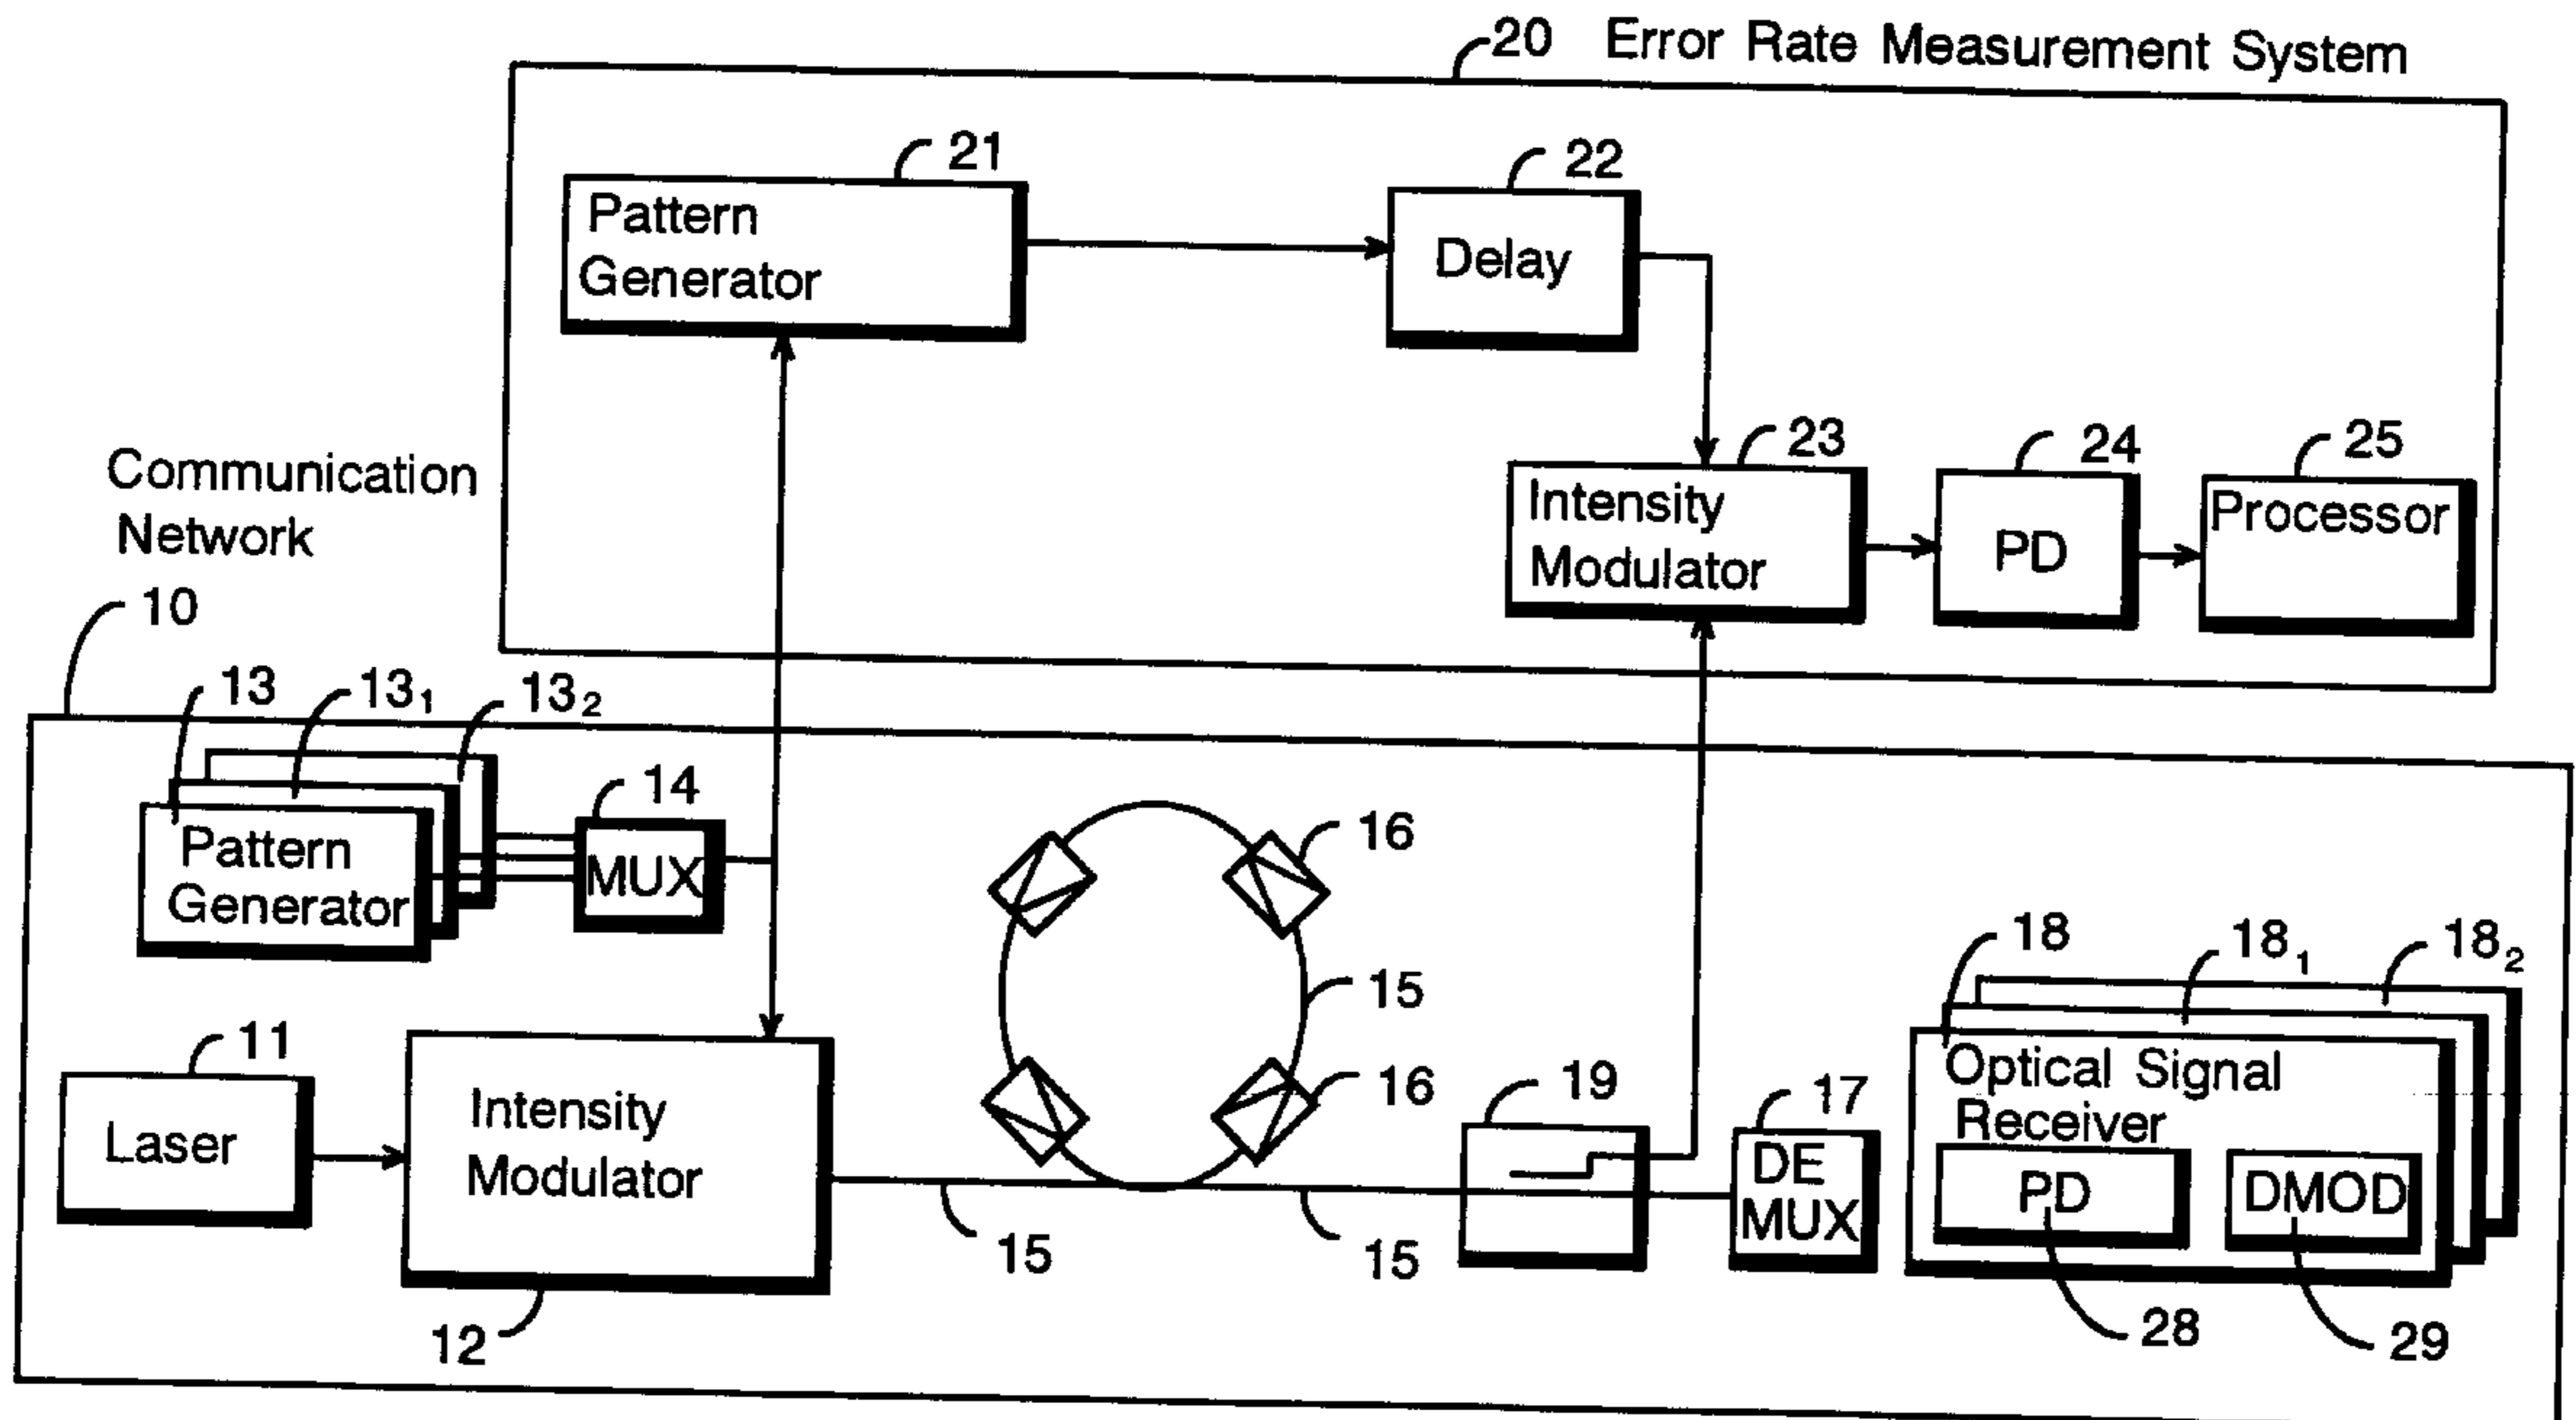 20 Error Rate Measurement System
21
Pattern
Generator
22
Delay
23
Intensity
Modulator
24
PD
25
Processor
Communication
Network
10
13
13₁
13₂
Pattern
Generator
14
MUX
16
15
16
11
Laser
Intensity
Modulator
12
15
15
19
17
DE
MUX
18
18₁
18₂
Optical Signal
Receiver
PD
DMOD
28
29